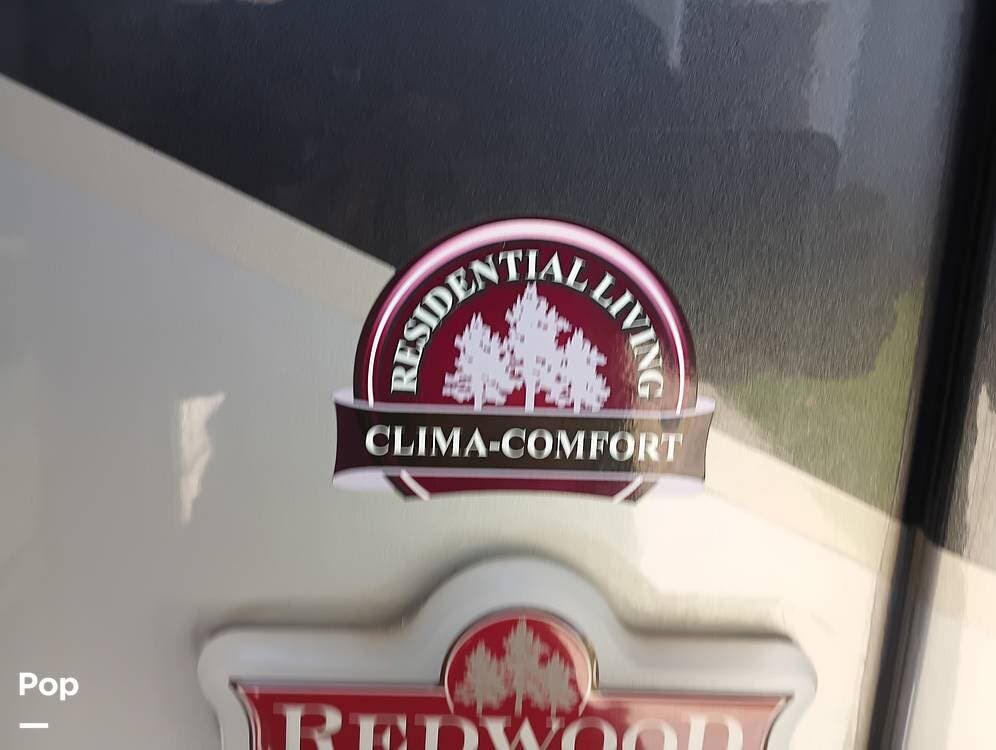 RESIDENTIAL LIVING
CLIMA-COMFORT
REDWOOD
Pop